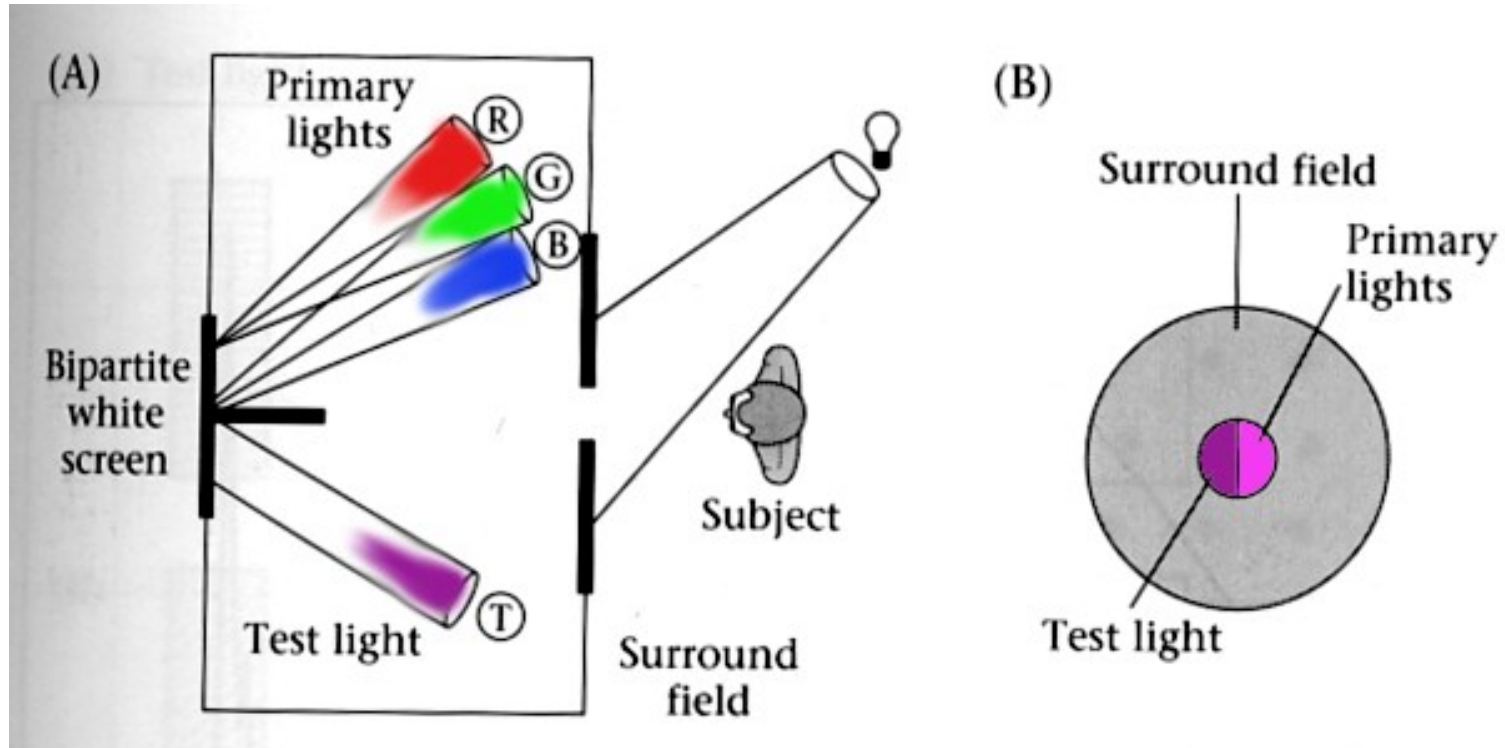 (A)
Primary
lights
R
G
B
Bipartite
white
screen
Test light
T
Subject
Surround
field
(B)
Surround field
Primary
lights
Test light